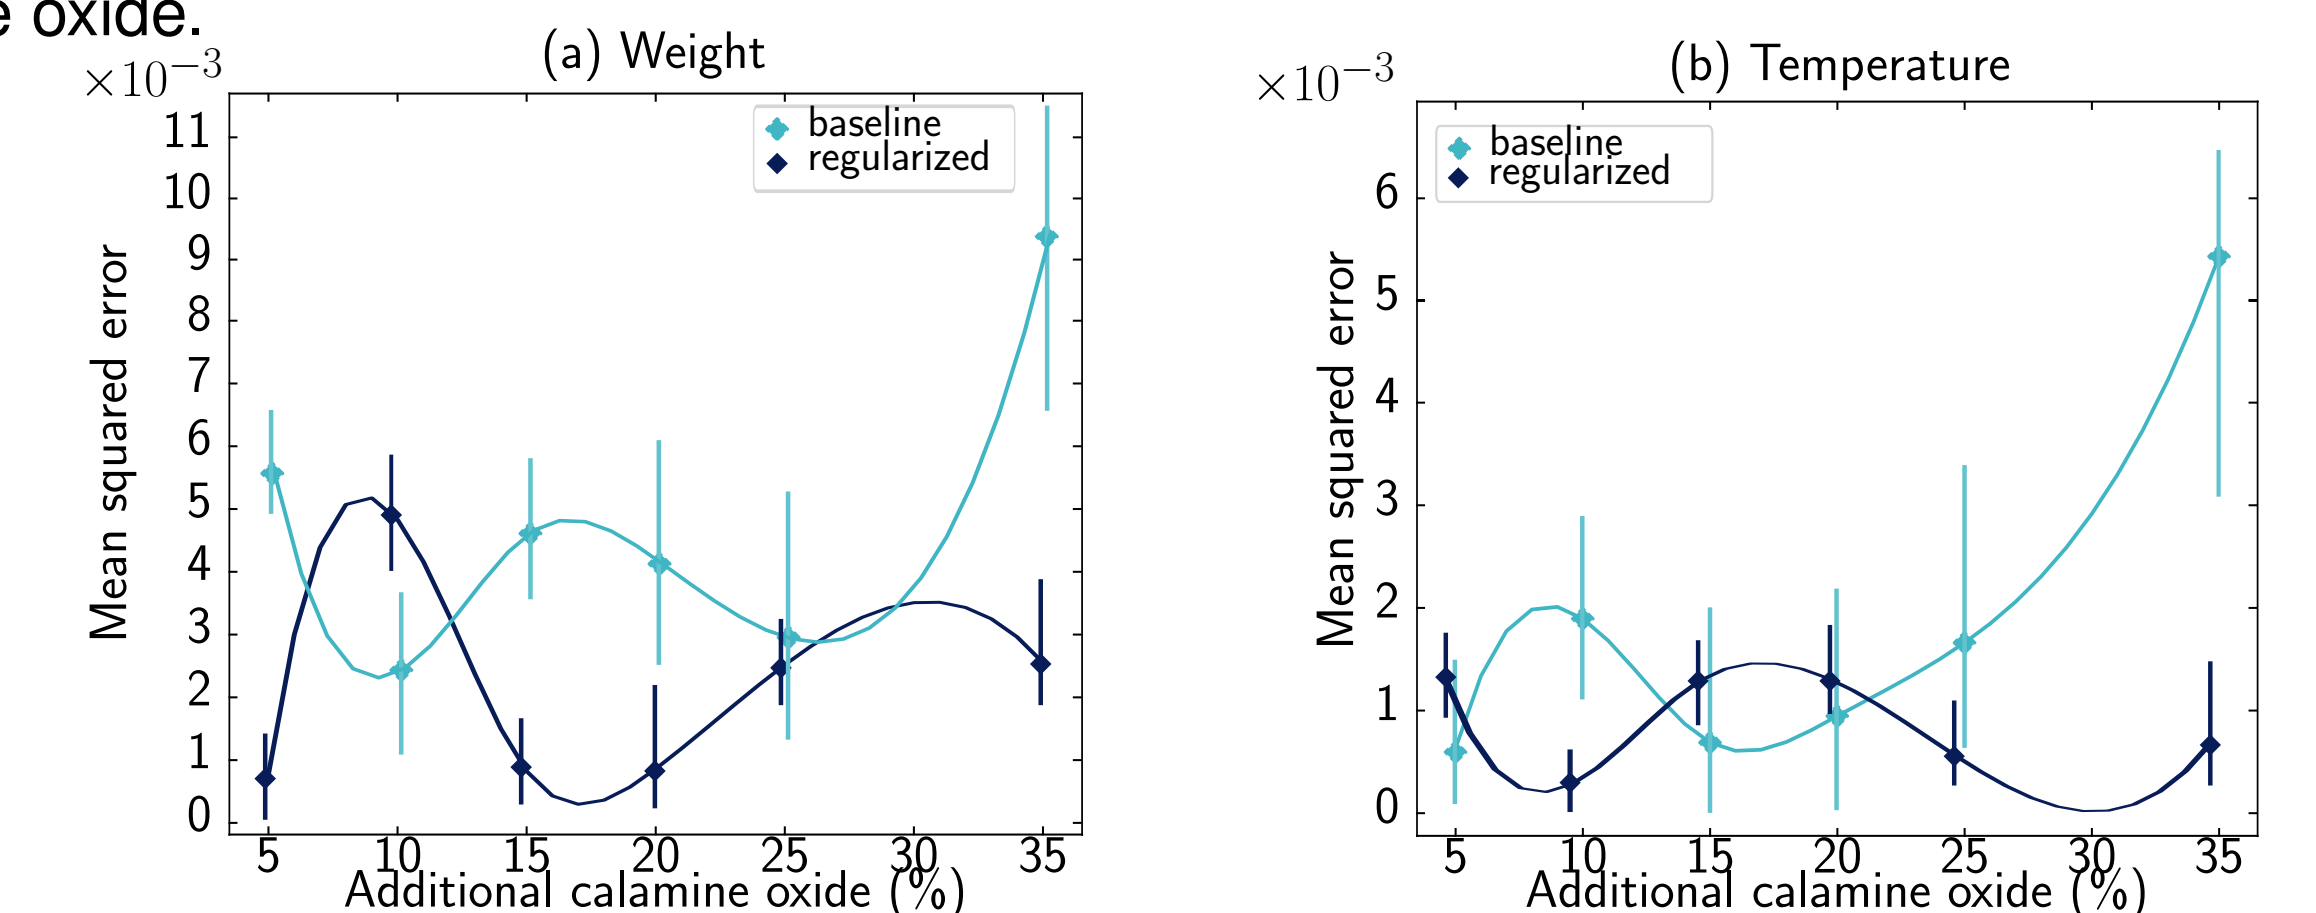 e oxide.
(a) Weight
×10−3
11
10
9
8
7
6
5
4
3
2
1
0
Mean squared error
baseline
regularized
5 10 15 20 25 30 35
Additional calamine oxide (%)
(b) Temperature
×10−3
6
5
4
3
2
1
0
Mean squared error
baseline
regularized
5 10 15 20 25 30 35
Additional calamine oxide (%)